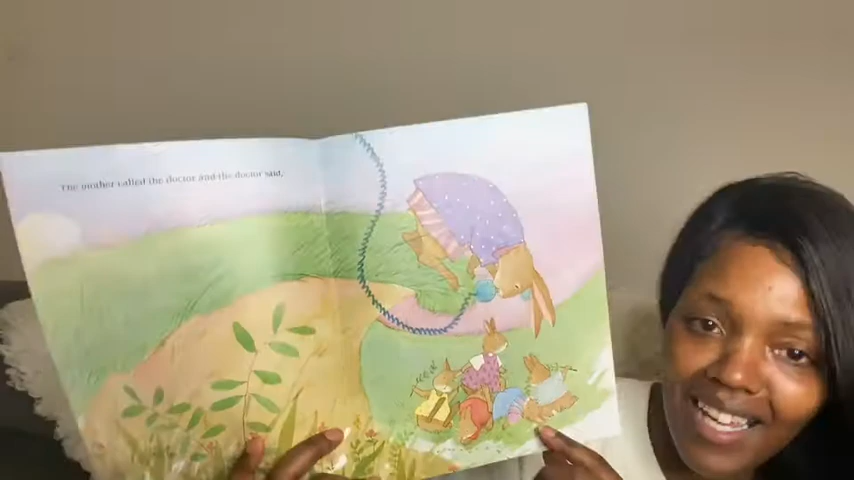 The mother called the doctor and the doctor said,